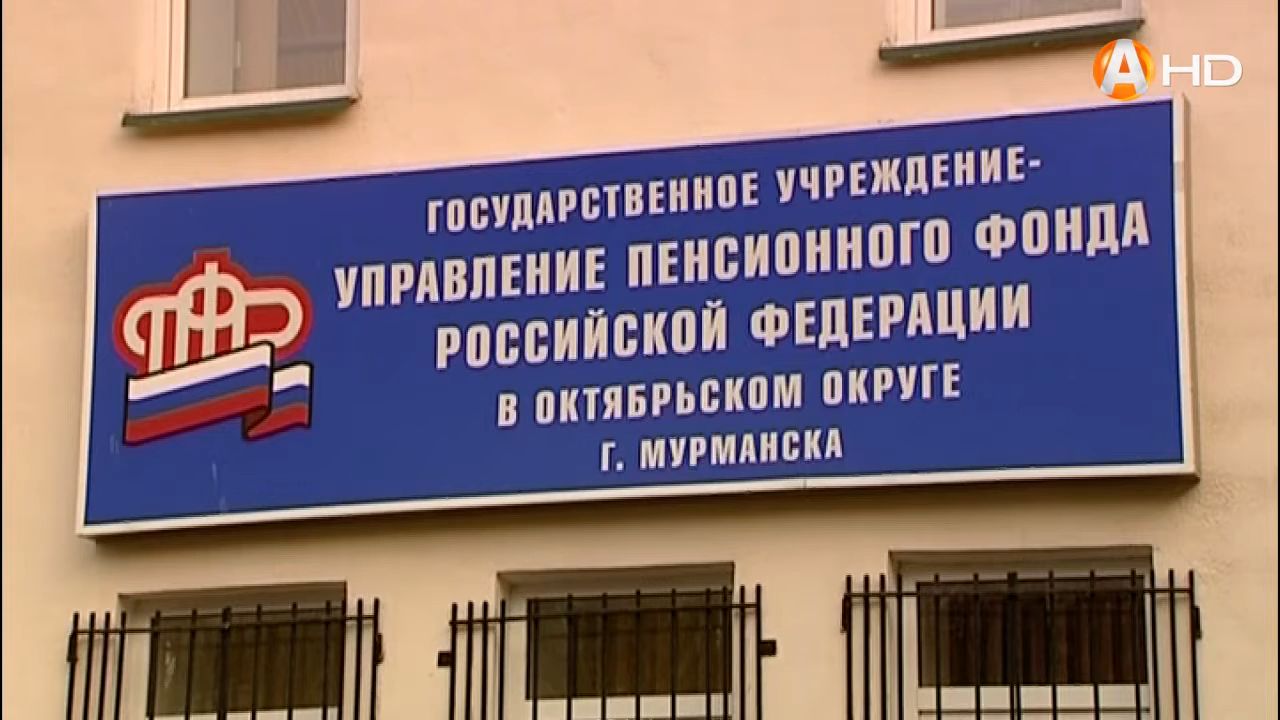 А HD
ГОСУДАРСТВЕННОЕ УЧРЕЖДЕНИЕ-
УПРАВЛЕНИЕ ПЕНСИОННОГО ФОНДА
РОССИЙСКОЙ ФЕДЕРАЦИИ
В ОКТЯБРЬСКОМ ОКРУГЕ
Г. МУРМАНСКА
ПФР